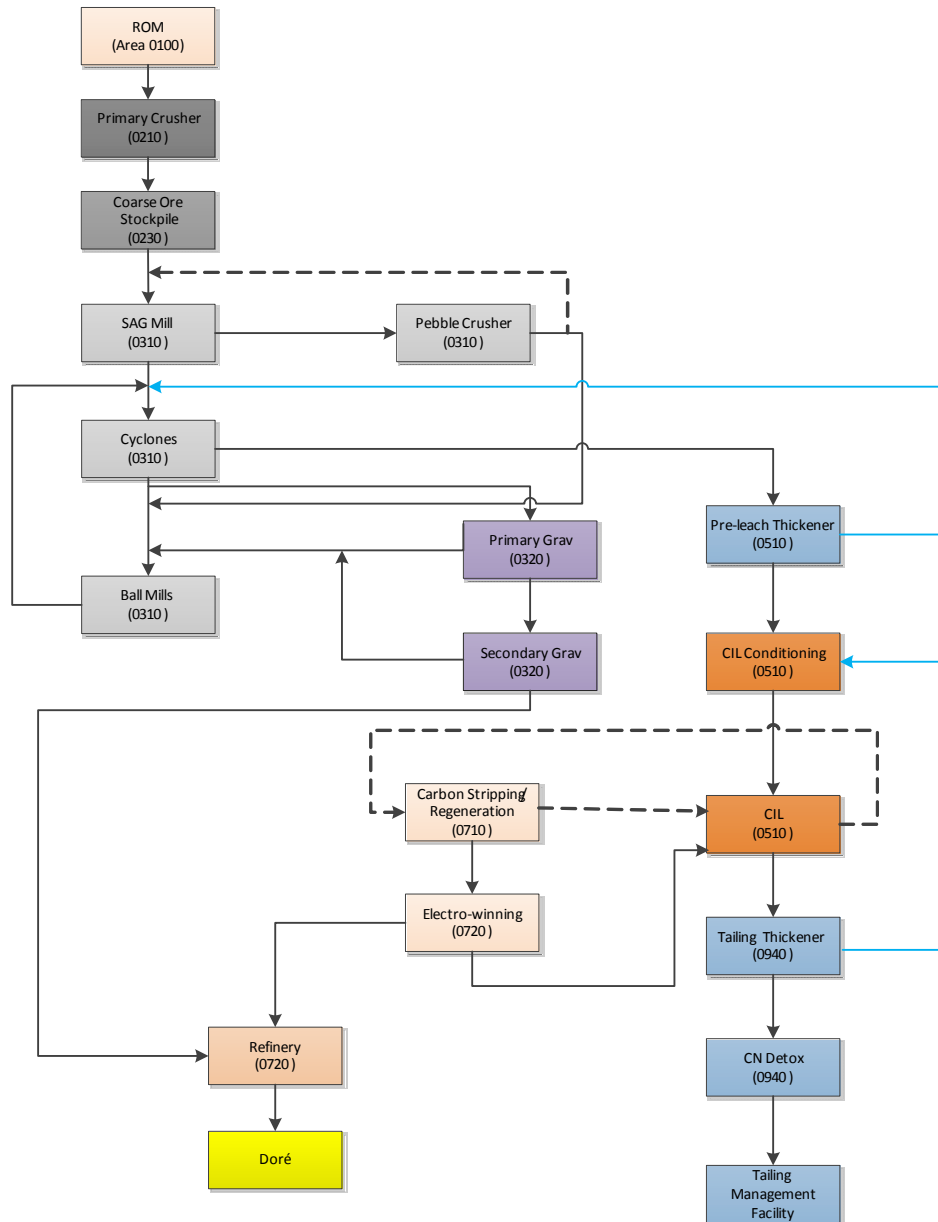 ROM
(Area 0100)
Primary Crusher
(0210 )
Coarse Ore
Stockpile
(0230 )
SAG Mill
(0310 )
Pebble Crusher
(0310 )
Cyclones
(0310 )
Primary Grav
(0320 )
Pre-leach Thickener
(0510 )
Ball Mills
(0310 )
Secondary Grav
(0320 )
CIL Conditioning
(0510 )
Carbon Stripping/
Regeneration
(0710 )
CIL
(0510 )
Electro-winning
(0720 )
Tailing Thickener
(0940 )
Refinery
(0720 )
CN Detox
(0940 )
Doré
Tailing
Management
Facility